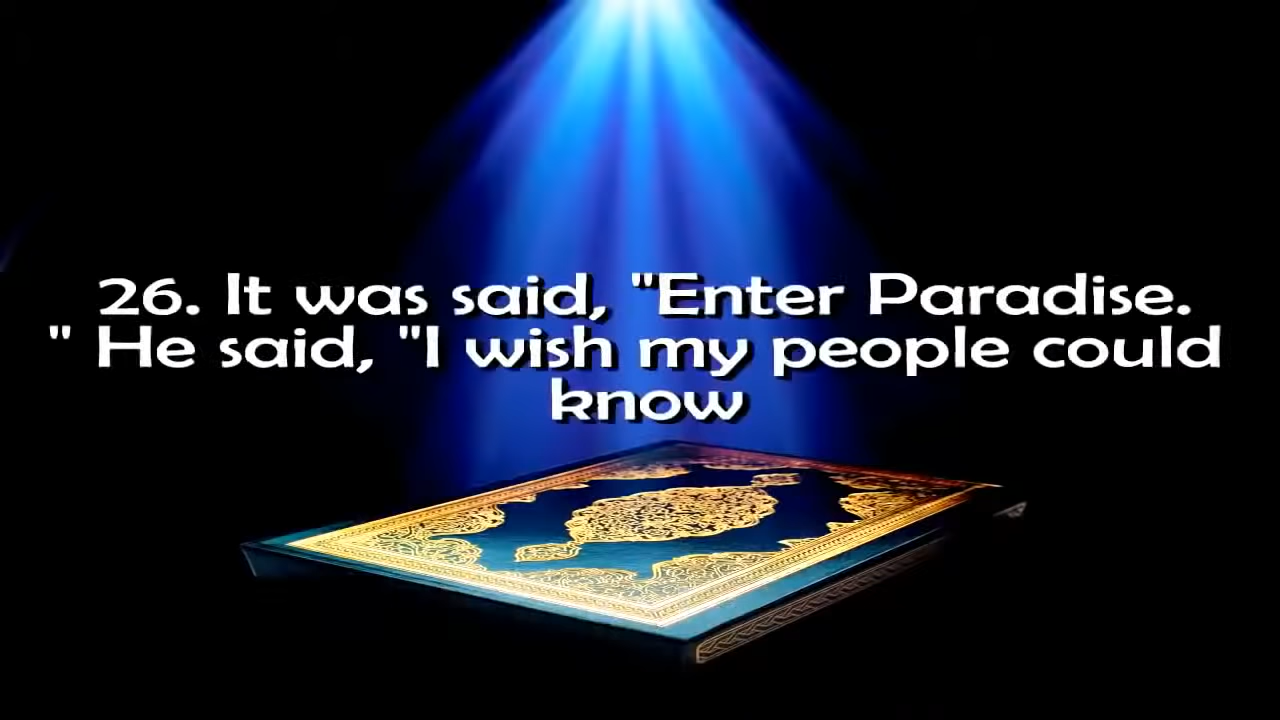 26. It was said, "Enter Paradise.
" He said, "I wish my people could
know